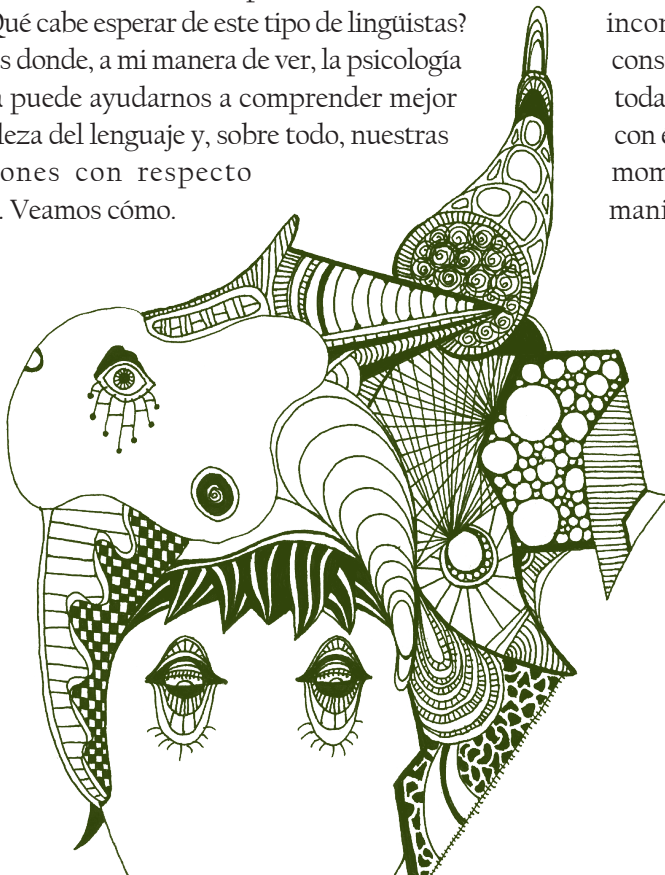 Qué cabe esperar de este tipo de lingüistas?
s donde, a mi manera de ver, la psicología
a puede ayudarnos a comprender mejor
leza del lenguaje y, sobre todo, nuestras
ones con respecto
. Veamos cómo.
cons
toda
con e
mom
mani